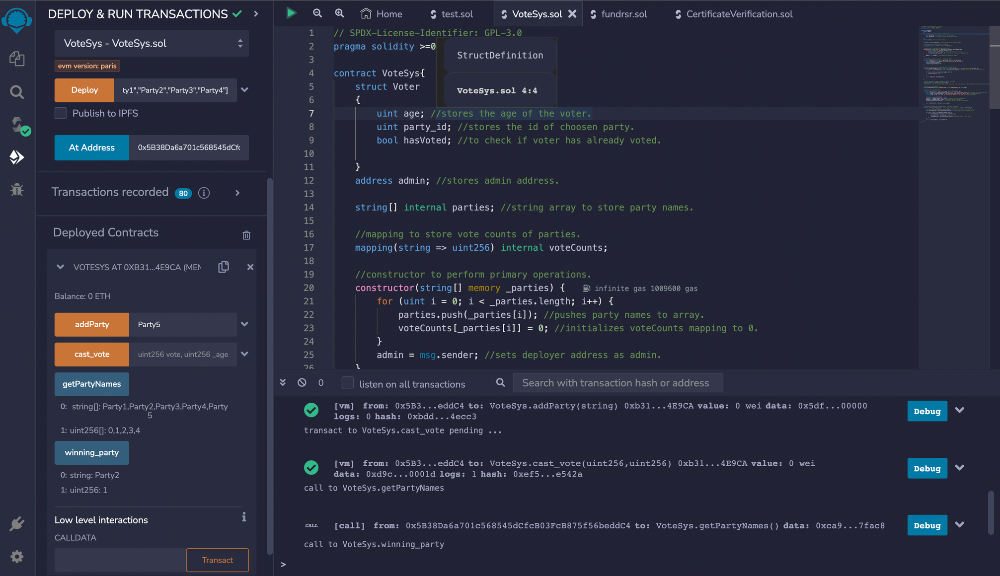 DEPLOY & RUN TRANSACTIONS
VoteSys - VoteSys.sol
evm version: paris
Deploy
ty1","Party2","Party3","Party4"]
Publish to IPFS
At Address
0x5B38Da6a701c568545dCfc
Transactions recorded 80
Deployed Contracts
VOTESYS AT 0XB31...4E9CA (MEM
Balance: 0 ETH
addParty
Party5
cast_vote
uint256 vote, uint256 _age
getPartyNames
0: string[]: Party1,Party2,Party3,Party4,Party
5
1: uint256[]: 0,1,2,3,4
winning_party
0: string: Party2
1: uint256: 1
Low level interactions
CALLDATA
Transact
Home
test.sol
VoteSys.sol
fundrsr.sol
CertificateVerification.sol
1 // SPDX-License-Identifier: GPL-3.0
2 pragma solidity >=0
StructDefinition
VoteSys.sol 4:4
3
4 contract VoteSys{
5 struct Voter
6 {
7 uint age; //stores the age of the voter.
8 uint party_id; //stores the id of choosen party.
9 bool hasVoted; //to check if voter has already voted.
10
11 }
12 address admin; //stores admin address.
13
14 string[] internal parties; //string array to store party names.
15
16 //mapping to store vote counts of parties.
17 mapping(string => uint256) internal voteCounts;
18
19 //constructor to perform primary operations.
20 constructor(string[] memory _parties) { infinite gas 1009600 gas
21 for (uint i = 0; i < _parties.length; i++) {
22 parties.push(_parties[i]); //pushes party names to array.
23 voteCounts[_parties[i]] = 0; //initializes voteCounts mapping to 0.
24 }
25 admin = msg.sender; //sets deployer address as admin.
26 }
0
listen on all transactions
Search with transaction hash or address
[vm] from: 0x5B3...eddC4 to: VoteSys.addParty(string) 0xb31...4E9CA value: 0 wei data: 0x5df...00000
logs: 0 hash: 0xbdd...4ecc3
Debug
transact to VoteSys.cast_vote pending ...
[vm] from: 0x5B3...eddC4 to: VoteSys.cast_vote(uint256,uint256) 0xb31...4E9CA value: 0 wei
data: 0xd9c...0001d logs: 1 hash: 0xef5...e542a
Debug
call to VoteSys.getPartyNames
CALL [call] from: 0x5B38Da6a701c568545dCfcB03FcB875f56beddC4 to: VoteSys.getPartyNames() data: 0xca9...7fac8
Debug
call to VoteSys.winning_party
>